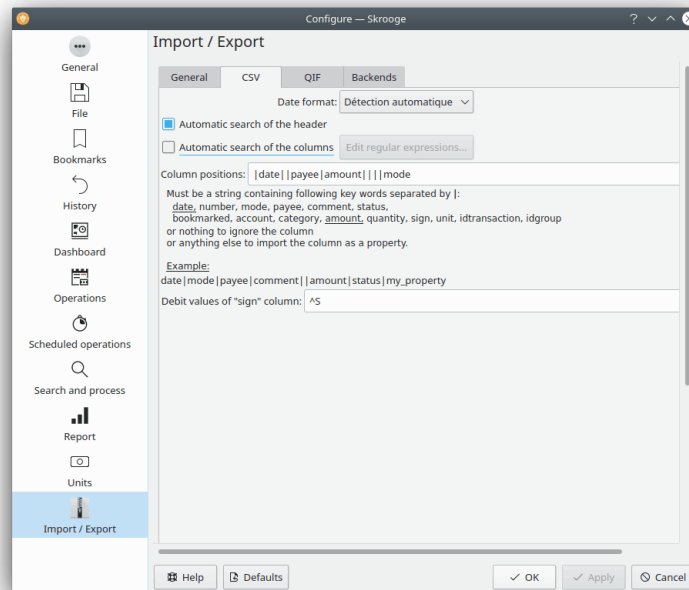 Configure — Skrooge
General
File
Bookmarks
History
Dashboard
Operations
Scheduled operations
Search and process
Report
Units
Import / Export
Import / Export
General CSV QIF Backends
Date format: Détection automatique
Automatic search of the header
Automatic search of the columns Edit regular expressions...
Column positions: |date||payee|amount||||mode
Must be a string containing following key words separated by |:
date, number, mode, payee, comment, status,
bookmarked, account, category, amount, quantity, sign, unit, idtransaction, idgroup
or nothing to ignore the column
or anything else to import the column as a property.
Example:
date|mode|payee|comment||amount|status|my_property
Debit values of "sign" column: ^S
Help Defaults OK Apply Cancel